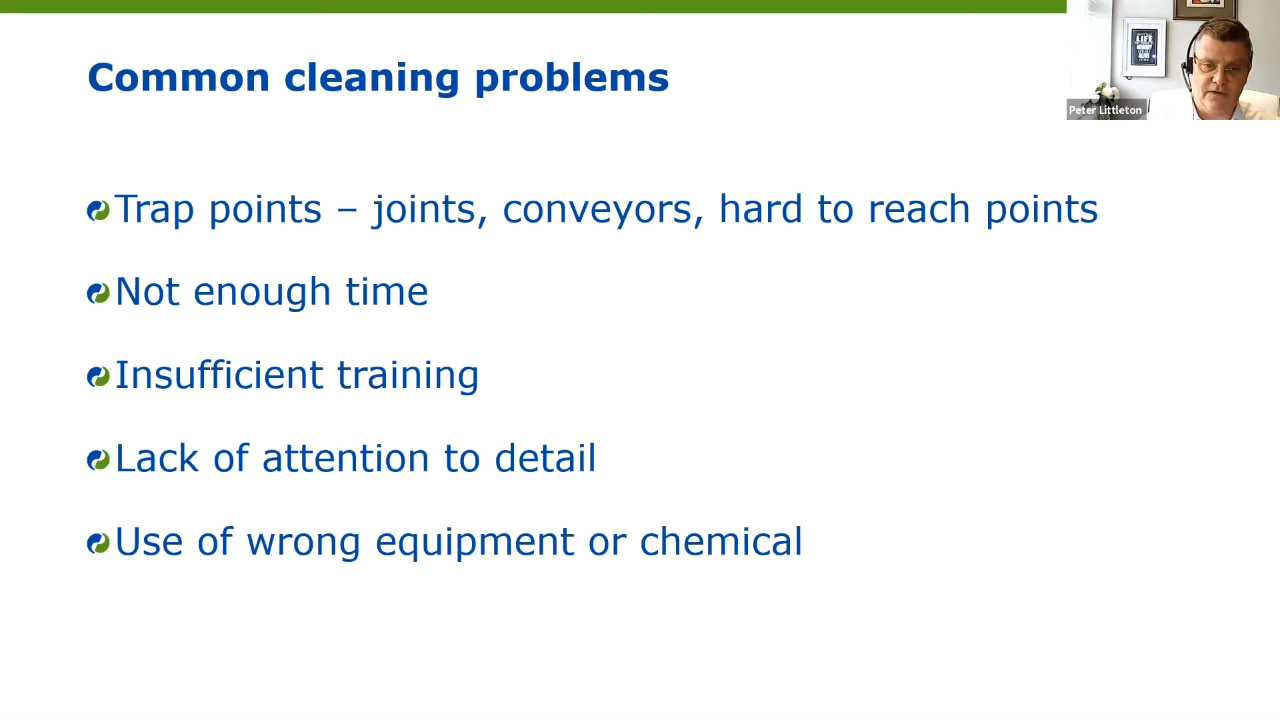 Common cleaning problems
Peter Littleton
Trap points – joints, conveyors, hard to reach points
Not enough time
Insufficient training
Lack of attention to detail
Use of wrong equipment or chemical